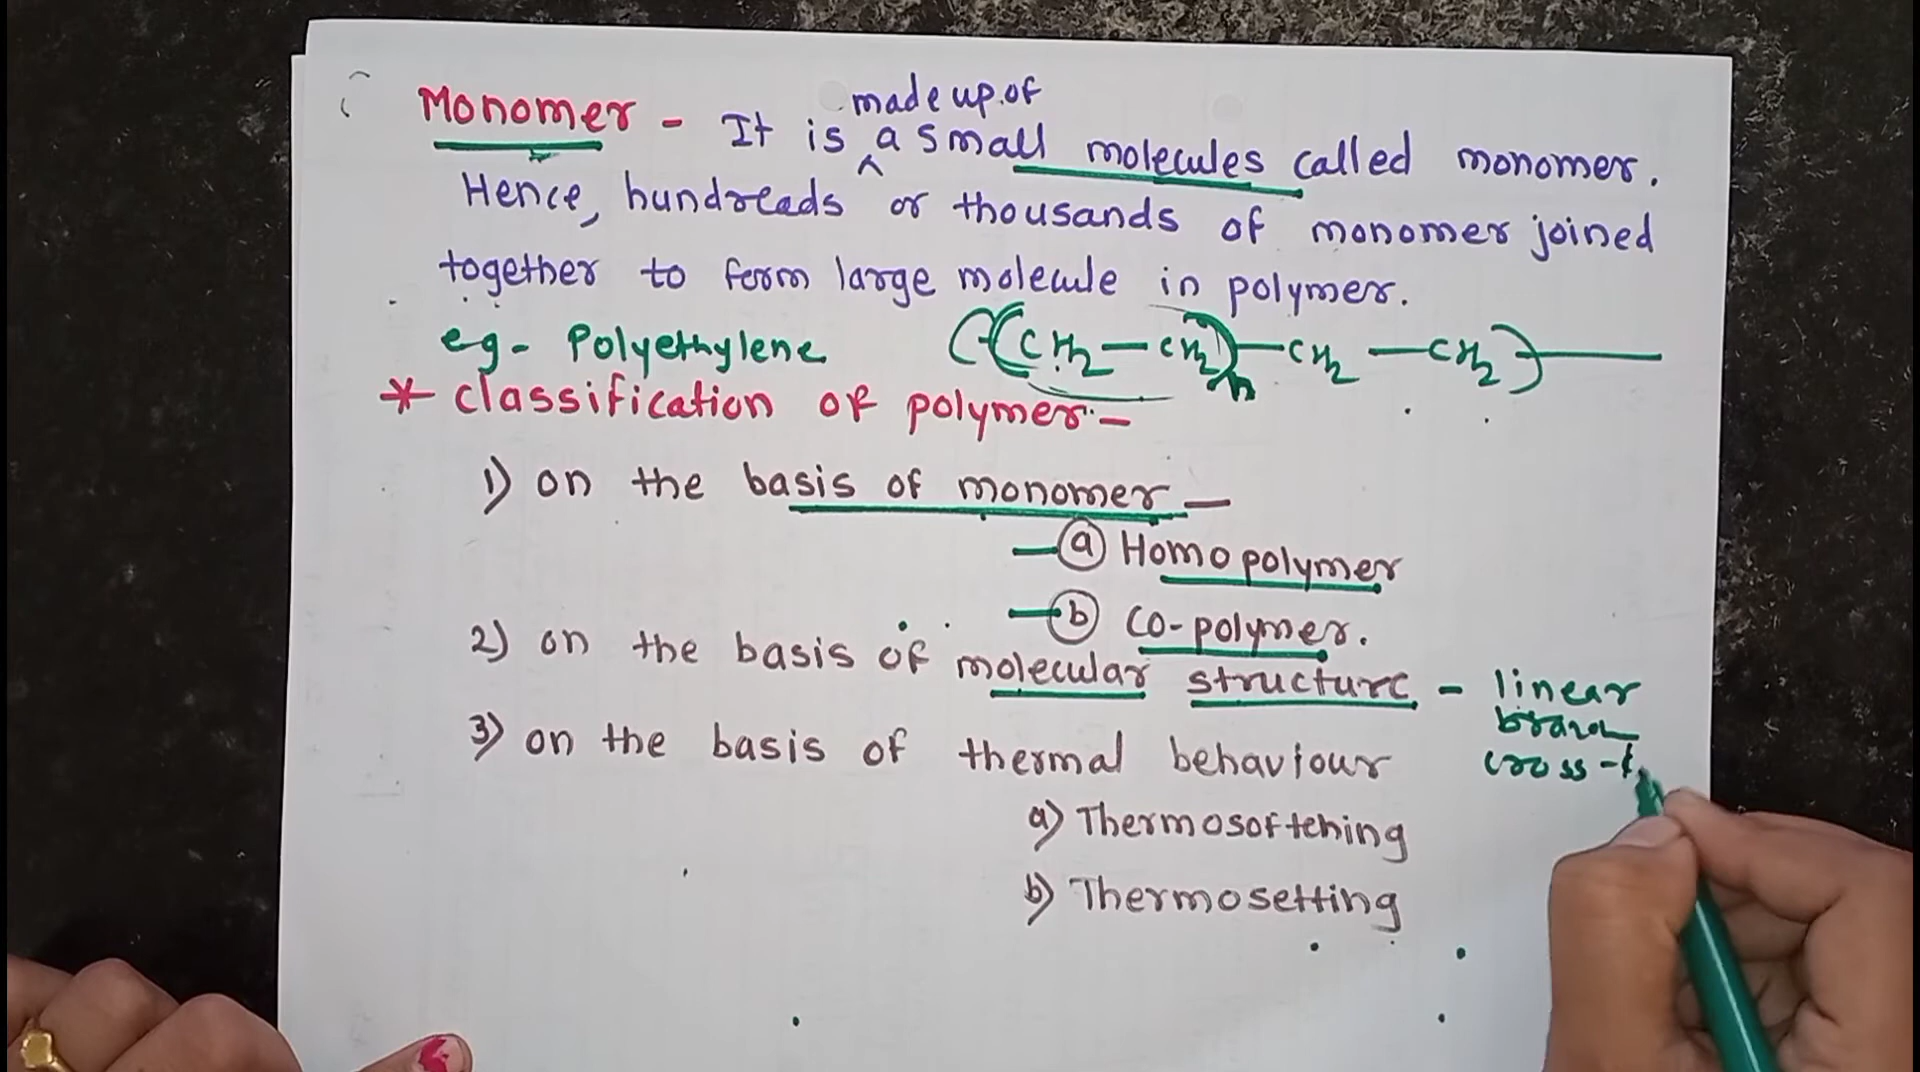 made up of
Monomer - It is ^ a small molecules called monomer.
Hence, hundreads or thousands of monomer joined
together to form large molecule in polymer.
eg- Polyethylene ((CH2-CH2)n-CH2-CH2)-
* classification of polymer:-
1) on the basis of monomer -
a Homopolymer
b co-polymer.
2) on the basis of molecular structure - linear
branch
cross-
3) on the basis of thermal behaviour
a) Thermosoftening
b) Thermosetting